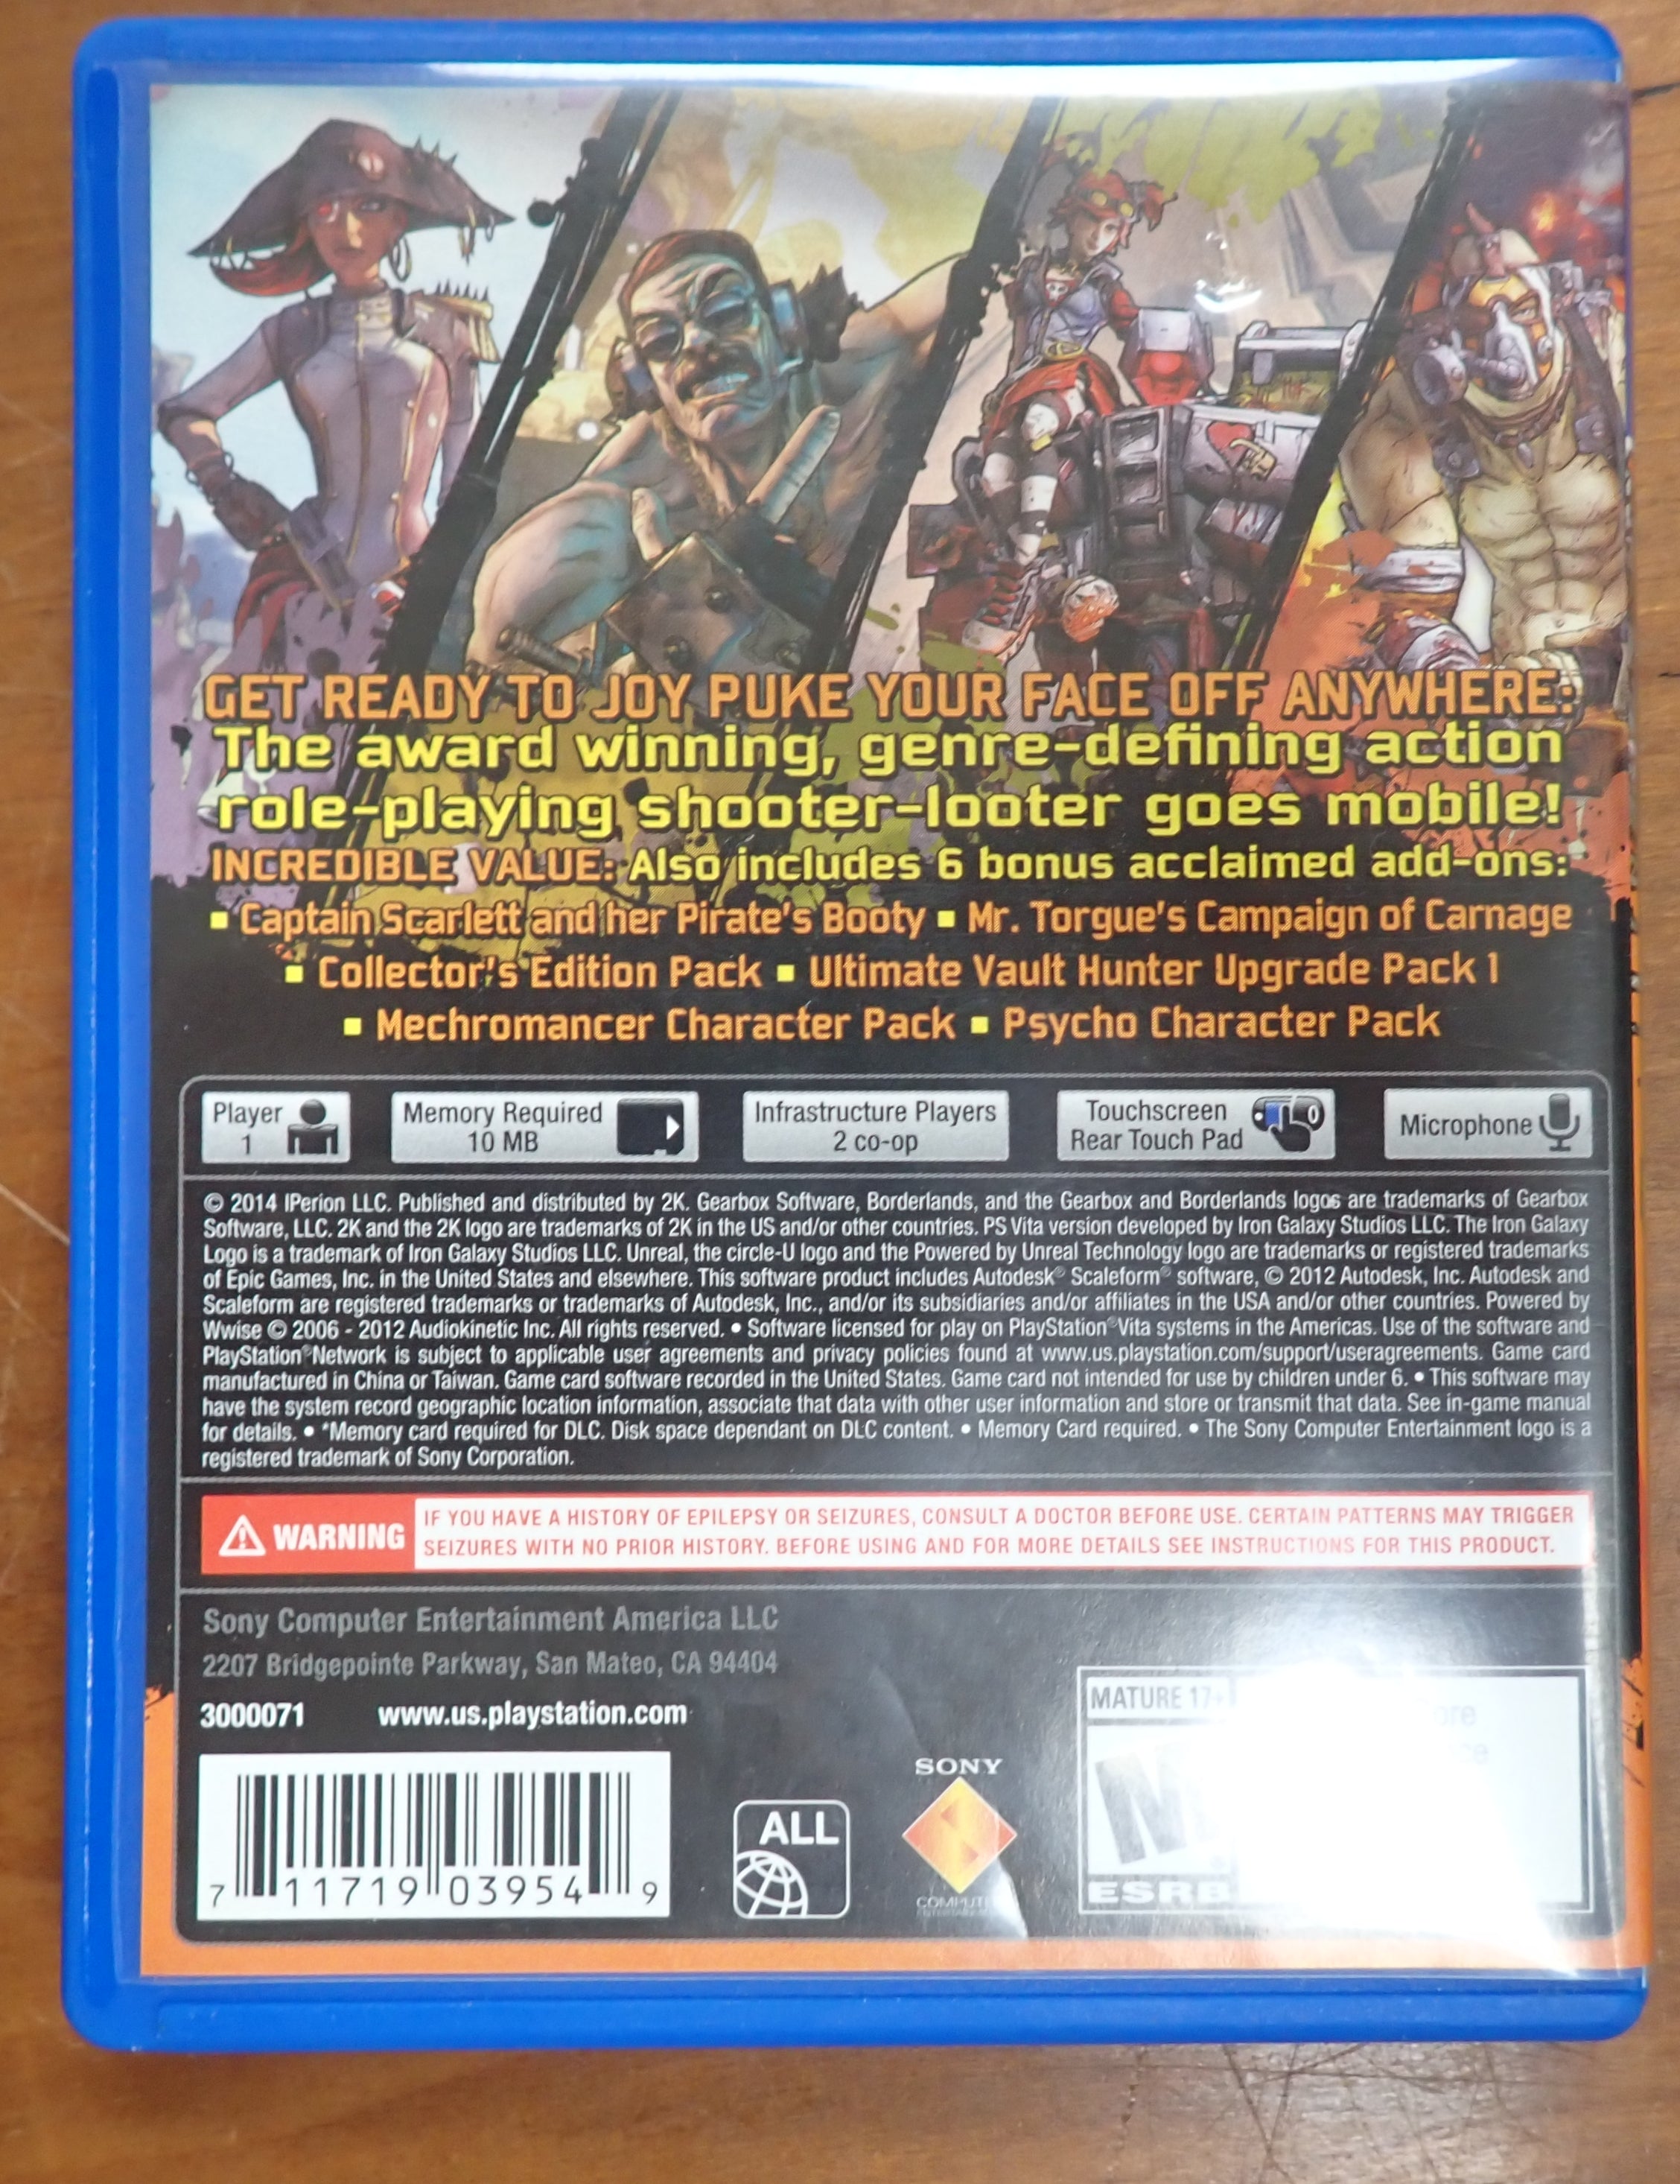 GET READY TO JOY PUKE YOUR FACE OFF ANYWHERE:
The award winning, genre-defining action
role-playing shooter-looter goes mobile!
INCREDIBLE VALUE: Also includes 6 bonus acclaimed add-ons:
▪ Captain Scarlett and her Pirate's Booty ▪ Mr. Torgue's Campaign of Carnage
▪ Collector's Edition Pack ▪ Ultimate Vault Hunter Upgrade Pack 1
▪ Mechromancer Character Pack ▪ Psycho Character Pack
Player
1
Memory Required
10 MB
Infrastructure Players
2 co-op
Touchscreen
Rear Touch Pad
Microphone
© 2014 IPerion LLC. Published and distributed by 2K. Gearbox Software, Borderlands, and the Gearbox and Borderlands logos are trademarks of Gearbox
Software, LLC. 2K and the 2K logo are trademarks of 2K in the US and/or other countries. PS Vita version developed by Iron Galaxy Studios LLC. The Iron Galaxy
Logo is a trademark of Iron Galaxy Studios LLC. Unreal, the circle-U logo and the Powered by Unreal Technology logo are trademarks or registered trademarks
of Epic Games, Inc. in the United States and elsewhere. This software product includes Autodesk® Scaleform® software, © 2012 Autodesk, Inc. Autodesk and
Scaleform are registered trademarks or trademarks of Autodesk, Inc., and/or its subsidiaries and/or affiliates in the USA and/or other countries. Powered by
Wwise © 2006 - 2012 Audiokinetic Inc. All rights reserved. • Software licensed for play on PlayStation®Vita systems in the Americas. Use of the software and
PlayStation®Network is subject to applicable user agreements and privacy policies found at www.us.playstation.com/support/useragreements. Game card
manufactured in China or Taiwan. Game card software recorded in the United States. Game card not intended for use by children under 6. • This software may
have the system record geographic location information, associate that data with other user information and store or transmit that data. See in-game manual
for details. • *Memory card required for DLC. Disk space dependant on DLC content. • Memory Card required. • The Sony Computer Entertainment logo is a
registered trademark of Sony Corporation.
WARNING
IF YOU HAVE A HISTORY OF EPILEPSY OR SEIZURES, CONSULT A DOCTOR BEFORE USE. CERTAIN PATTERNS MAY TRIGGER
SEIZURES WITH NO PRIOR HISTORY. BEFORE USING AND FOR MORE DETAILS SEE INSTRUCTIONS FOR THIS PRODUCT.
Sony Computer Entertainment America LLC
2207 Bridgepointe Parkway, San Mateo, CA 94404
3000071 www.us.playstation.com
MATURE 17+
M
ESRB
SONY
ALL
7 11719 03954 9